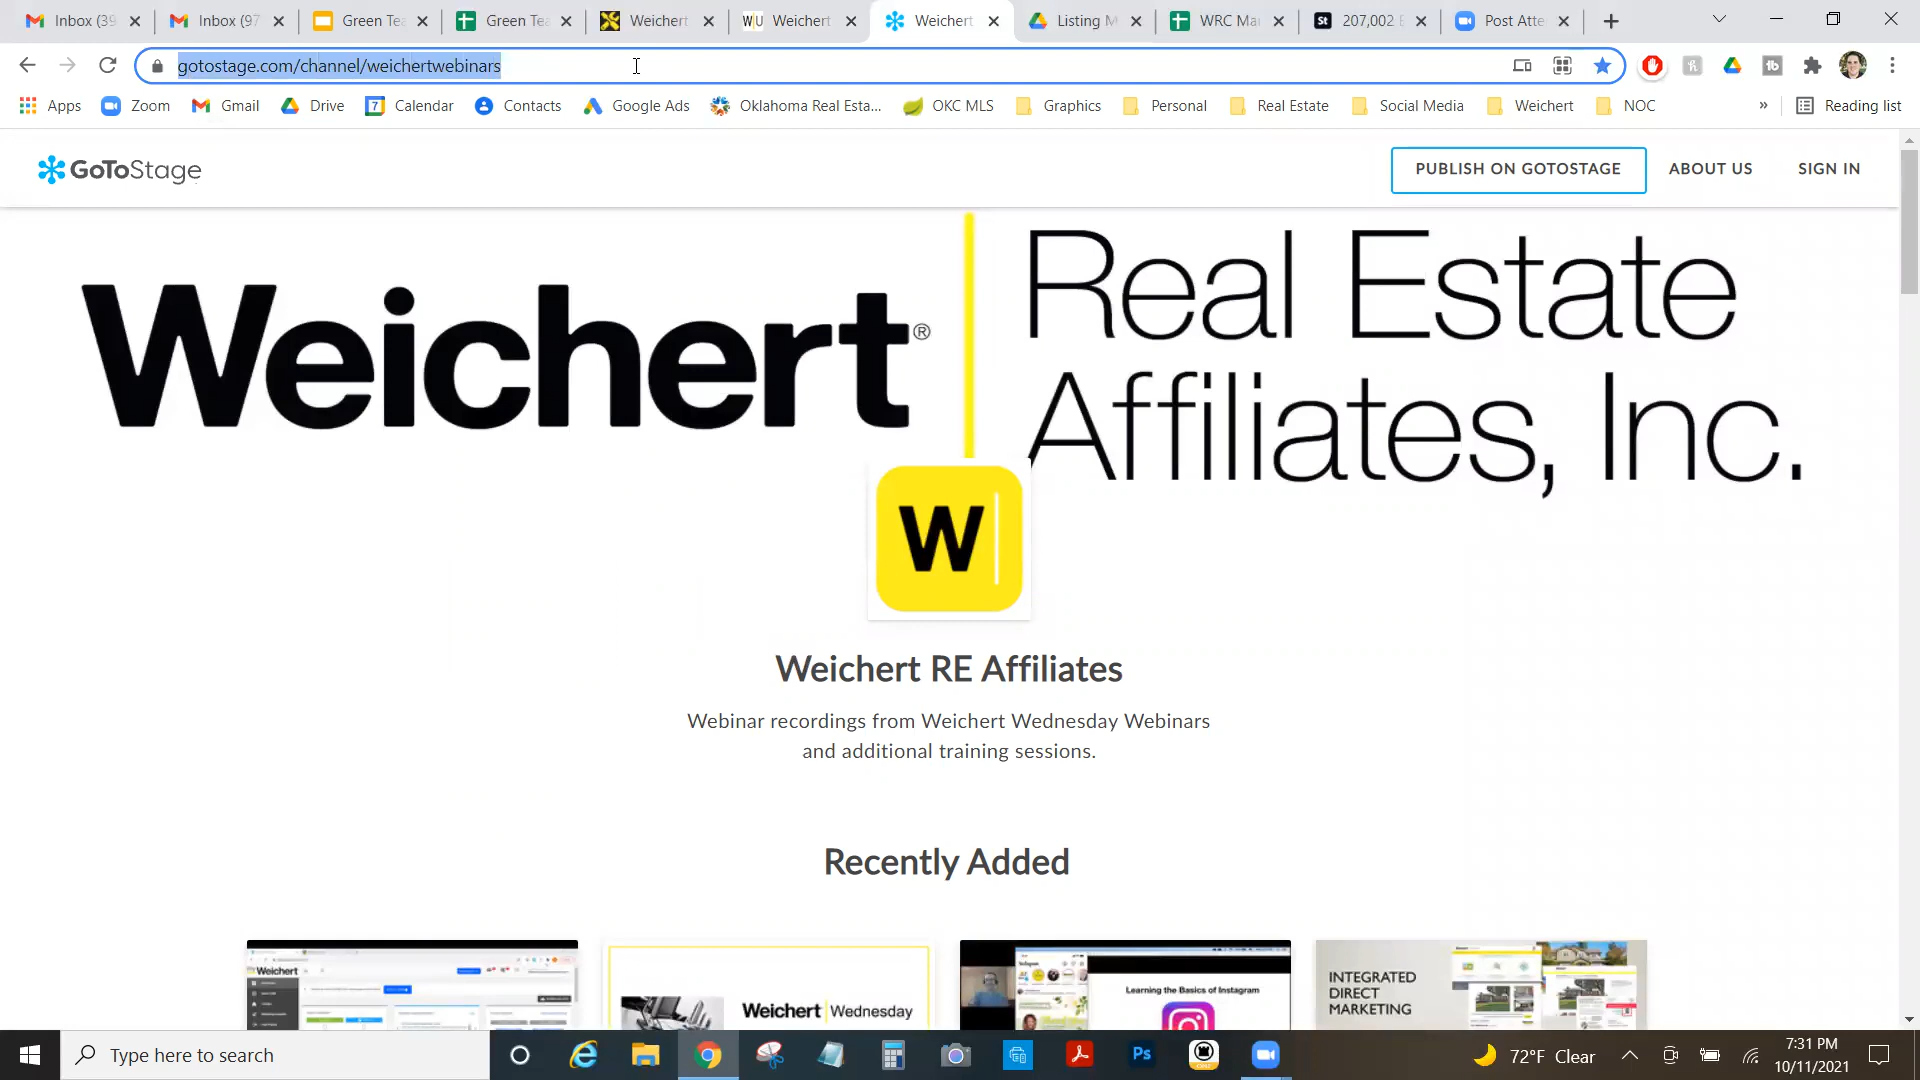 Inbox (39
Inbox (97
Green Tea
Green Tea
Weichert
Weichert
Weichert
Listing M
WRC Ma
207,002
Post Atte
gotostage.com/channel/weichertwebinars
Apps
Zoom
Gmail
Drive
Calendar
Contacts
Google Ads
Oklahoma Real Esta...
OKC MLS
Graphics
Personal
Real Estate
Social Media
Weichert
NOC
»
Reading list
GoToStage
PUBLISH ON GOTOSTAGE
ABOUT US
SIGN IN
Weichert®
Real Estate
Affiliates, Inc.
W
Weichert RE Affiliates
Webinar recordings from Weichert Wednesday Webinars
and additional training sessions.
Recently Added
Weichert
Weichert Wednesday
Learning the Basics of Instagram
INTEGRATED
DIRECT
MARKETING
Type here to search
72°F Clear
7:31 PM
10/11/2021